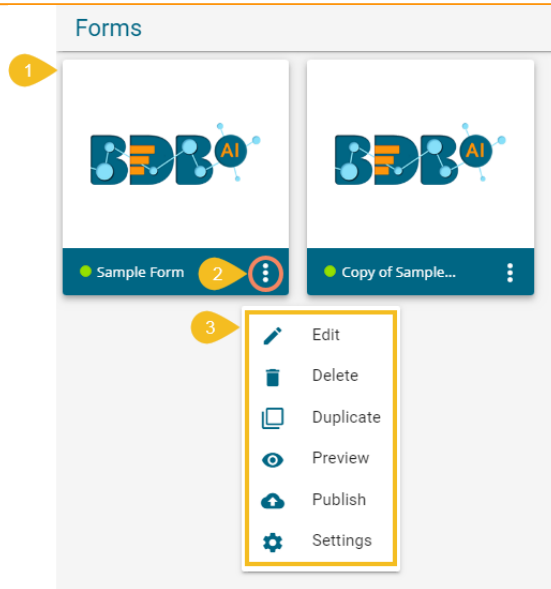 Forms
1
BDB AI
BDB AI
Sample Form
2
Copy of Sample...
3
Edit
Delete
Duplicate
Preview
Publish
Settings